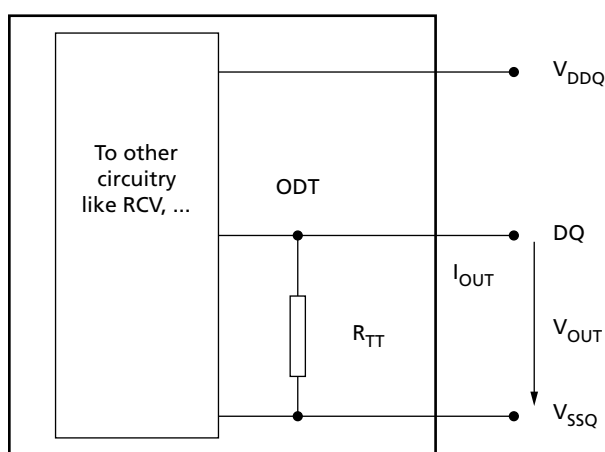 V_DDQ
To other
circuitry
like RCV, ...
ODT
DQ
I_OUT
V_OUT
R_TT
V_SSQ